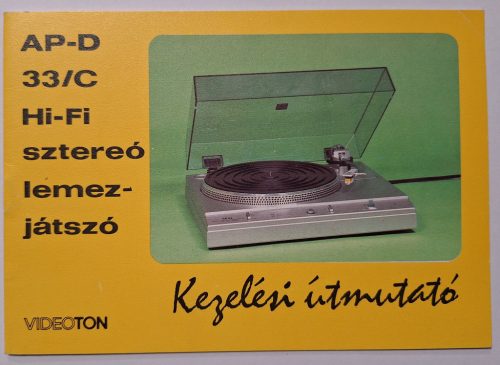 AP-D
33/C
Hi-Fi
sztereó
lemez-
játszó
Kezelési útmutató
VIDEOTON